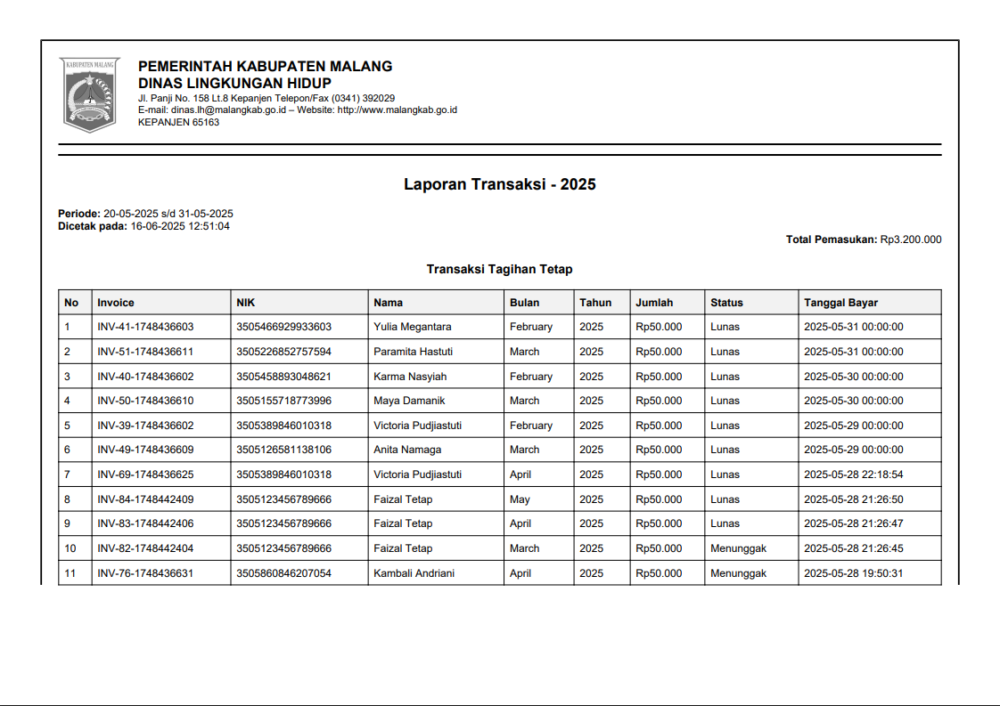 KABUPATEN MALANG
PEMERINTAH KABUPATEN MALANG
DINAS LINGKUNGAN HIDUP
Jl. Panji No. 158 Lt.8 Kepanjen Telepon/Fax (0341) 392029
E-mail: dinas.lh@malangkab.go.id – Website: http://www.malangkab.go.id
KEPANJEN 65163
Laporan Transaksi - 2025
Periode: 20-05-2025 s/d 31-05-2025
Dicetak pada: 16-06-2025 12:51:04
Total Pemasukan: Rp3.200.000
Transaksi Tagihan Tetap
No Invoice NIK Nama Bulan Tahun Jumlah Status Tanggal Bayar
1 INV-41-1748436603 3505466929933603 Yulia Megantara February 2025 Rp50.000 Lunas 2025-05-31 00:00:00
2 INV-51-1748436611 3505226852757594 Paramita Hastuti March 2025 Rp50.000 Lunas 2025-05-31 00:00:00
3 INV-40-1748436602 3505458893048621 Karma Nasyiah February 2025 Rp50.000 Lunas 2025-05-30 00:00:00
4 INV-50-1748436610 3505155718773996 Maya Damanik March 2025 Rp50.000 Lunas 2025-05-30 00:00:00
5 INV-39-1748436602 3505389846010318 Victoria Pudjiastuti February 2025 Rp50.000 Lunas 2025-05-29 00:00:00
6 INV-49-1748436609 3505126581138106 Anita Namaga March 2025 Rp50.000 Lunas 2025-05-29 00:00:00
7 INV-69-1748436625 3505389846010318 Victoria Pudjiastuti April 2025 Rp50.000 Lunas 2025-05-28 22:18:54
8 INV-84-1748442409 3505123456789666 Faizal Tetap May 2025 Rp50.000 Lunas 2025-05-28 21:26:50
9 INV-83-1748442406 3505123456789666 Faizal Tetap April 2025 Rp50.000 Lunas 2025-05-28 21:26:47
10 INV-82-1748442404 3505123456789666 Faizal Tetap March 2025 Rp50.000 Menunggak 2025-05-28 21:26:45
11 INV-76-1748436631 3505860846207054 Kambali Andriani April 2025 Rp50.000 Menunggak 2025-05-28 19:50:31